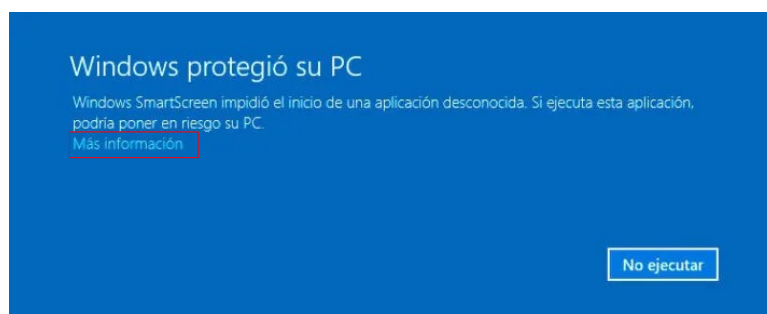 Windows protegió su PC
Windows SmartScreen impidió el inicio de una aplicación desconocida. Si ejecuta esta aplicación,
podría poner en riesgo su PC.
Más información
No ejecutar